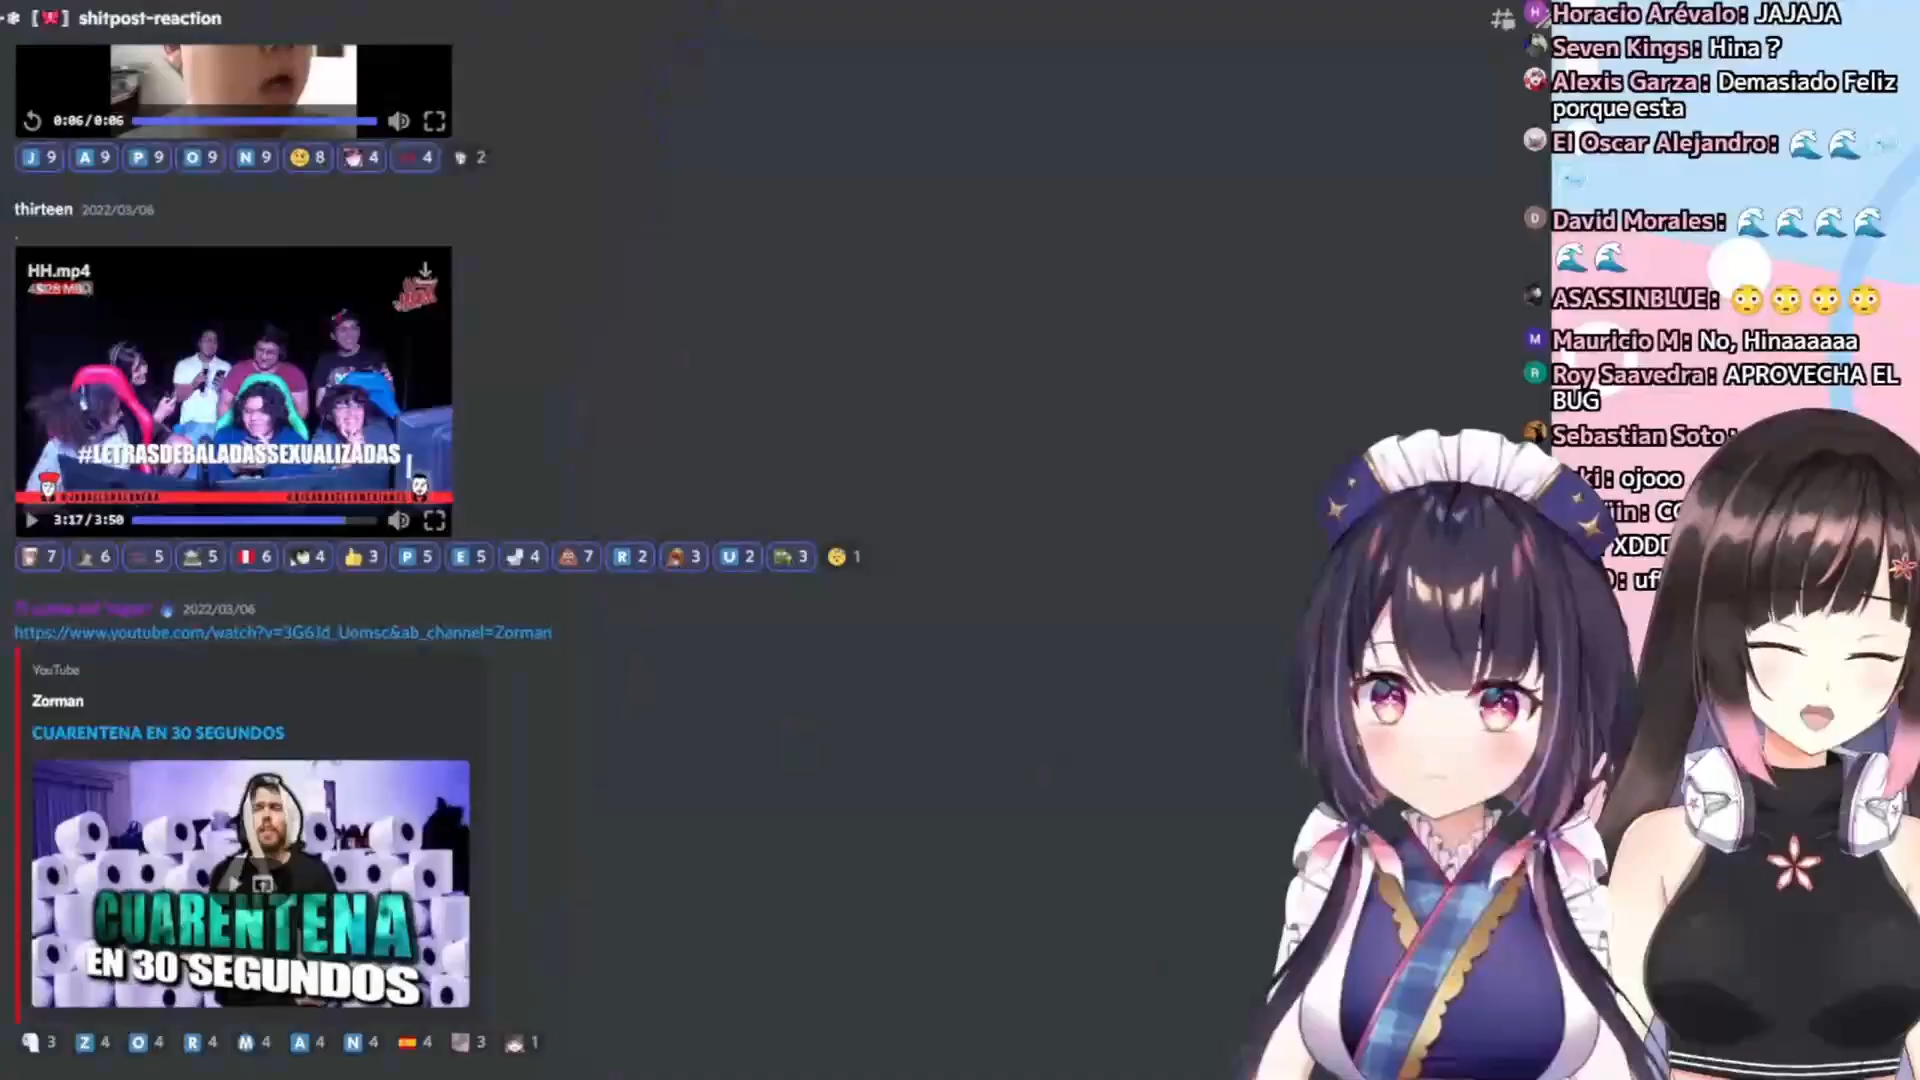 [🎀] shitpost-reaction
0:06/0:06
J 9 A 9 P 9 O 9 N 9 8 4 4 2
thirteen 2022/03/06
.
HH.mp4
#LETRASDEBALADASSEXUALIZADAS
3:17/3:50
7 6 5 5 6 4 3 P 5 E 5 4 7 R 2 3 U 2 3 1
2022/03/06
https://www.youtube.com/watch?v=3G6Jd_Uomsc&ab_channel=Zorman
YouTube
Zorman
CUARENTENA EN 30 SEGUNDOS
CUARENTENA
EN 30 SEGUNDOS
3 Z 4 O 4 R 4 M 4 A 4 N 4 4 3 1
Horacio Arévalo: JAJAJA
Seven Kings: Hina ?
Alexis Garza: Demasiado Feliz
porque esta
El Oscar Alejandro: 🌊 🌊
David Morales: 🌊 🌊 🌊 🌊
🌊 🌊
ASASSINBLUE: 😳 😳 😳 😳
Mauricio M: No, Hinaaaaaa
Roy Saavedra: APROVECHA EL
BUG
Sebastian Soto:
ki: ojooo
XDDD